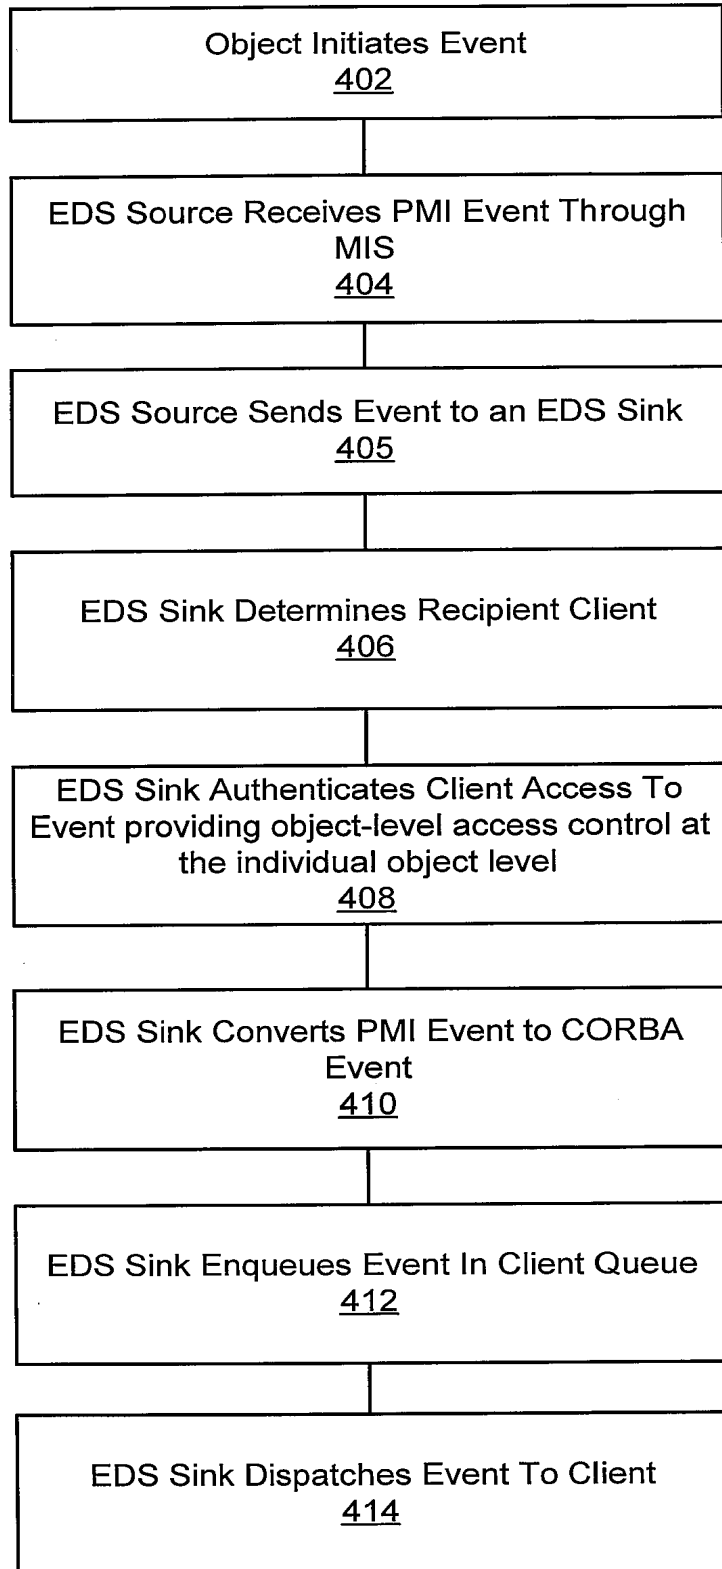 Object Initiates Event
402
EDS Source Receives PMI Event Through
MIS
404
EDS Source Sends Event to an EDS Sink
405
EDS Sink Determines Recipient Client
406
EDS Sink Authenticates Client Access To
Event providing object-level access control at
the individual object level
408
EDS Sink Converts PMI Event to CORBA
Event
410
EDS Sink Enqueues Event In Client Queue
412
EDS Sink Dispatches Event To Client
414